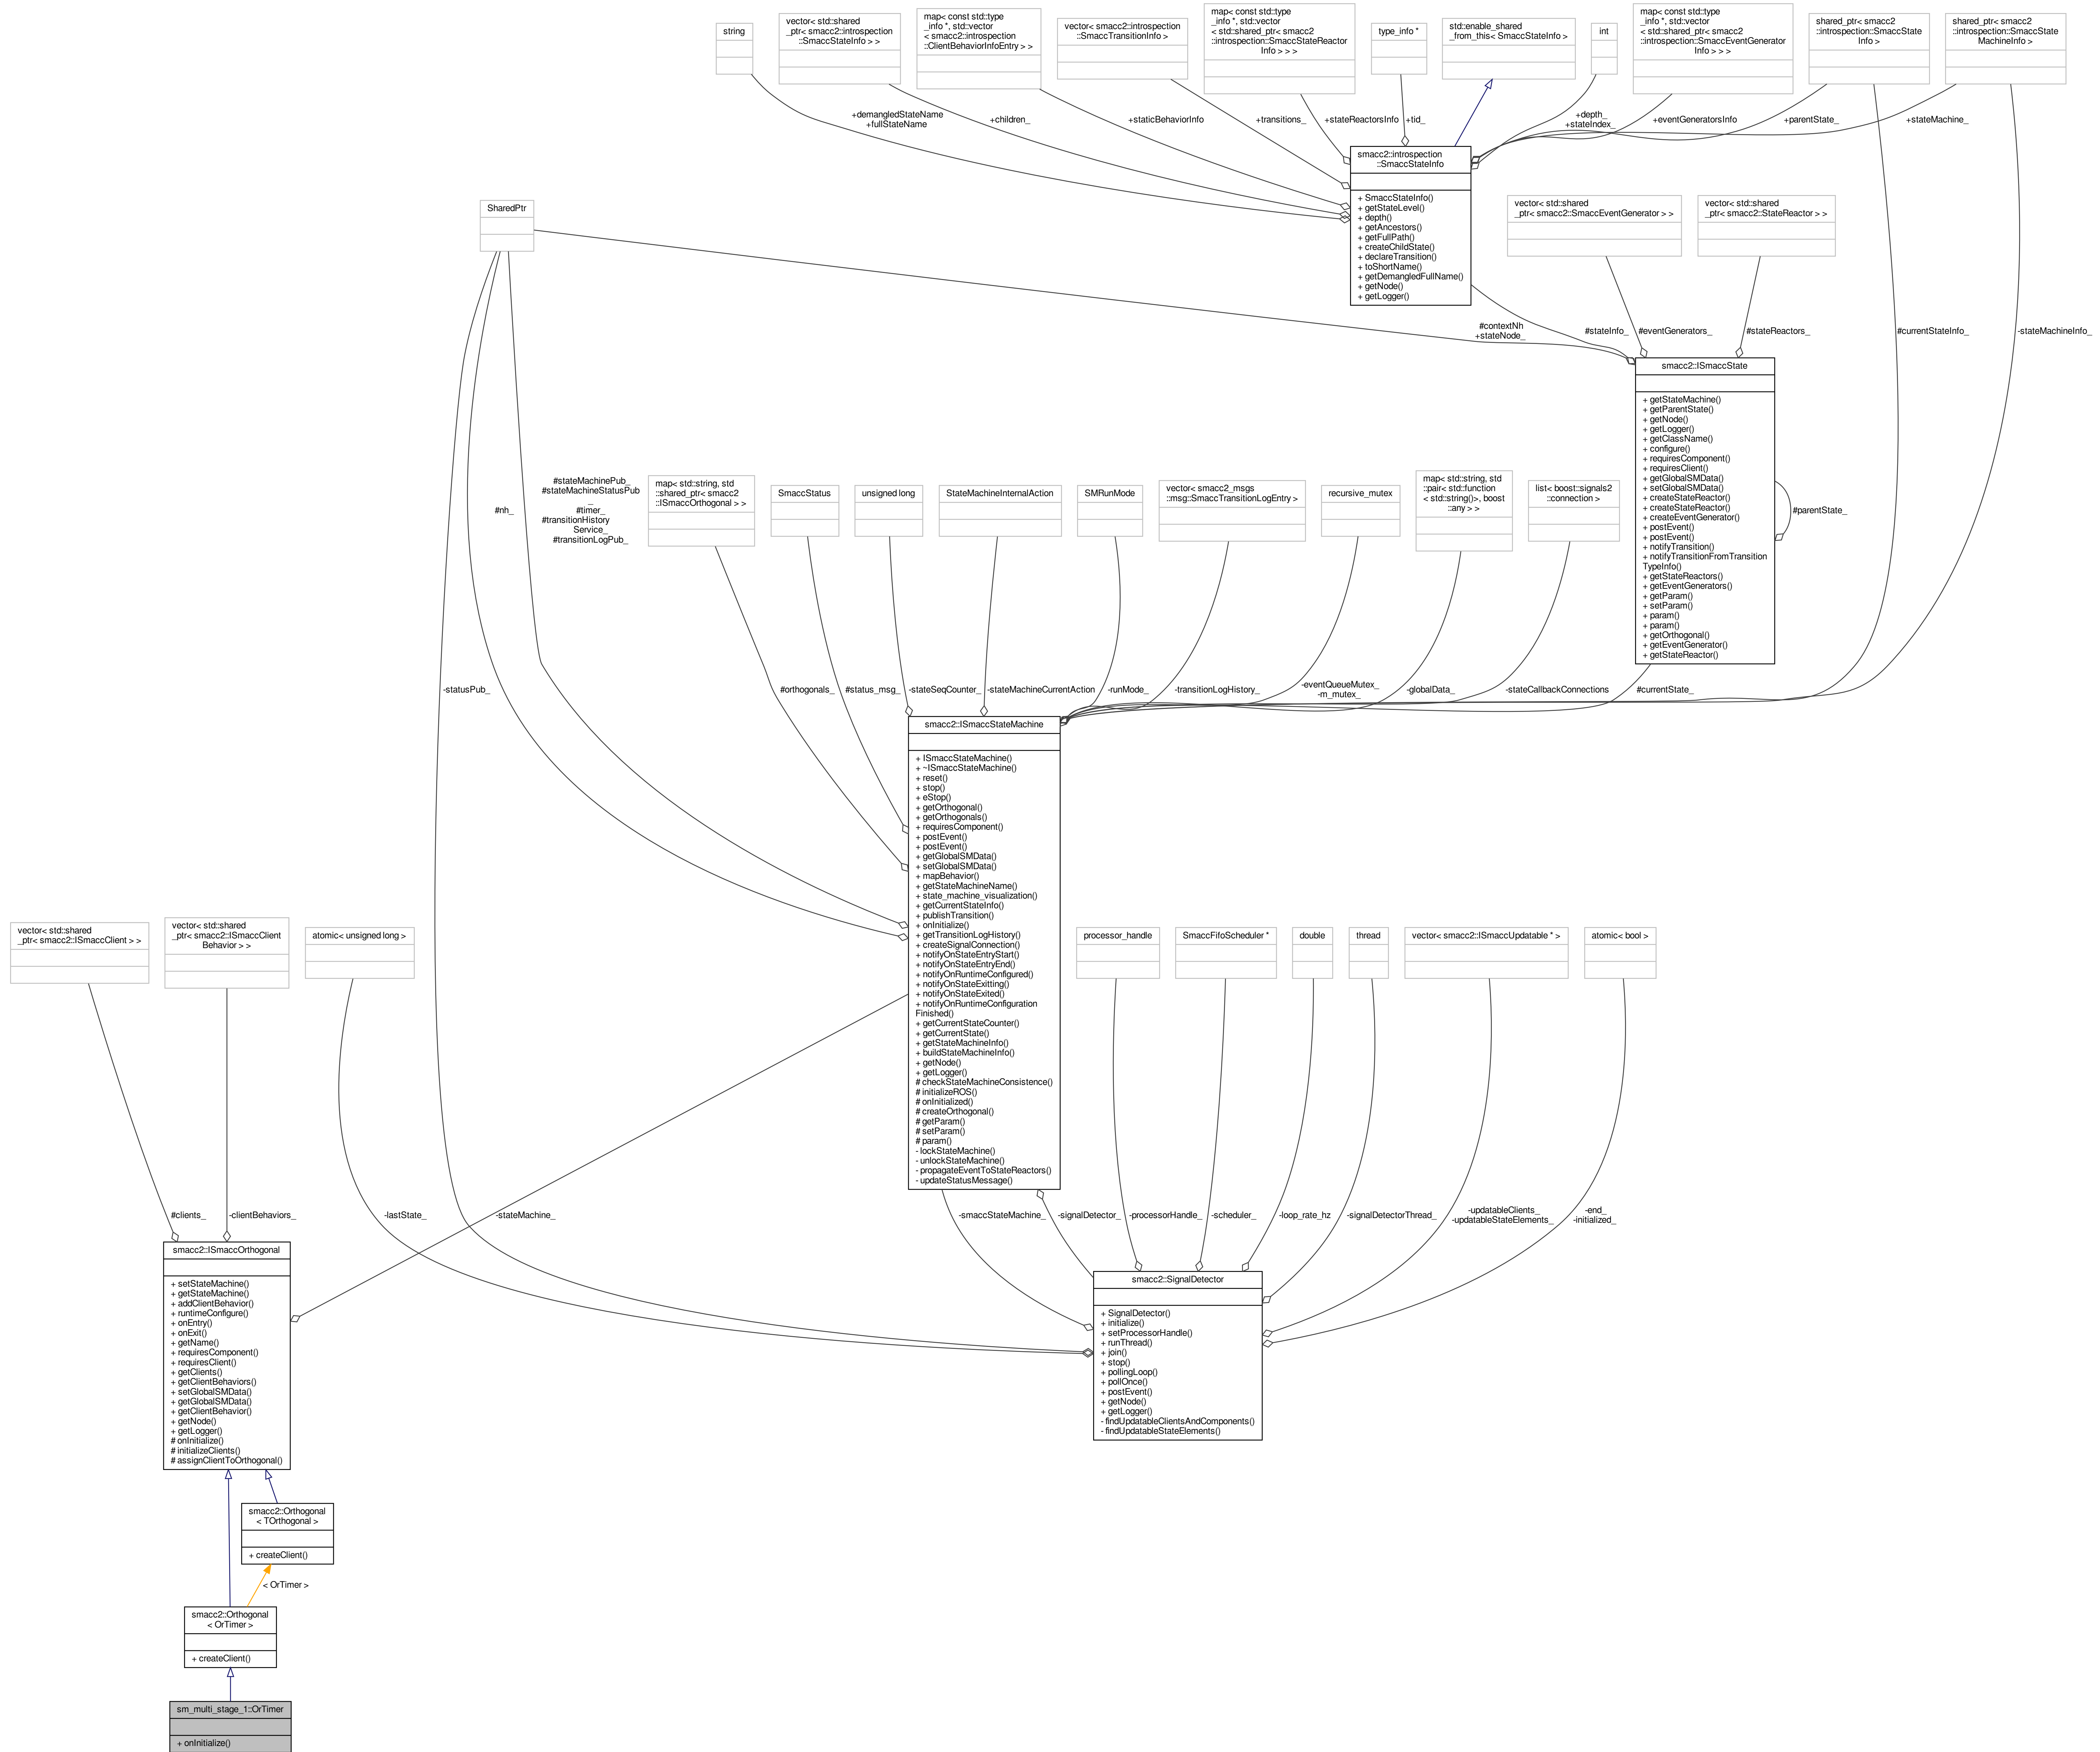 string
vector< std::shared
_ptr< smacc2::introspection
::SmaccStateInfo > >
map< const std::type
_info *, std::vector
< smacc2::introspection
::ClientBehaviorInfoEntry > >
vector< smacc2::introspection
::SmaccTransitionInfo >
map< const std::type
_info *, std::vector
< std::shared_ptr< smacc2
::introspection::SmaccStateReactor
Info > > >
type_info *
std::enable_shared
_from_this< SmaccStateInfo >
int
map< const std::type
_info *, std::vector
< std::shared_ptr< smacc2
::introspection::SmaccEventGenerator
Info > > >
shared_ptr< smacc2
::introspection::SmaccState
Info >
shared_ptr< smacc2
::introspection::SmaccState
MachineInfo >
+demangledStateName
+fullStateName
+children_
+staticBehaviorInfo
+transitions_
+stateReactorsInfo
+tid_
+depth_
+stateIndex_
+eventGeneratorsInfo
+parentState_
+stateMachine_
smacc2::introspection
::SmaccStateInfo
+ SmaccStateInfo()
+ getStateLevel()
+ depth()
+ getAncestors()
+ getFullPath()
+ createChildState()
+ declareTransition()
+ toShortName()
+ getDemangledFullName()
+ getNode()
+ getLogger()
SharedPtr
vector< std::shared
_ptr< smacc2::SmaccEventGenerator > >
vector< std::shared
_ptr< smacc2::StateReactor > >
#contextNh
+stateNode_
#stateInfo_
#eventGenerators_
#stateReactors_
#currentStateInfo_
-stateMachineInfo_
smacc2::ISmaccState
+ getStateMachine()
+ getParentState()
+ getNode()
+ getLogger()
+ getClassName()
+ configure()
+ requiresComponent()
+ requiresClient()
+ getGlobalSMData()
+ setGlobalSMData()
+ createStateReactor()
+ createStateReactor()
+ createEventGenerator()
+ postEvent()
+ postEvent()
+ notifyTransition()
+ notifyTransitionFromTransition
TypeInfo()
+ getStateReactors()
+ getEventGenerators()
+ getParam()
+ setParam()
+ param()
+ param()
+ getOrthogonal()
+ getEventGenerator()
+ getStateReactor()
#parentState_
#nh_
#stateMachinePub_
#stateMachineStatusPub
_
#timer_
#transitionHistory
Service_
#transitionLogPub_
map< std::string, std
::shared_ptr< smacc2
::ISmaccOrthogonal > >
SmaccStatus
unsigned long
StateMachineInternalAction
SMRunMode
vector< smacc2_msgs
::msg::SmaccTransitionLogEntry >
recursive_mutex
map< std::string, std
::pair< std::function
< std::string()>, boost
::any > >
list< boost::signals2
::connection >
-statusPub_
#orthogonals_
#status_msg_
-stateSeqCounter_
-stateMachineCurrentAction
-runMode_
-transitionLogHistory_
-eventQueueMutex_
-m_mutex_
-globalData_
-stateCallbackConnections
#currentState_
smacc2::ISmaccStateMachine
+ ISmaccStateMachine()
+ ~ISmaccStateMachine()
+ reset()
+ stop()
+ eStop()
+ getOrthogonal()
+ getOrthogonals()
+ requiresComponent()
+ postEvent()
+ postEvent()
+ getGlobalSMData()
+ setGlobalSMData()
+ mapBehavior()
+ getStateMachineName()
+ state_machine_visualization()
+ getCurrentStateInfo()
+ publishTransition()
+ onInitialize()
+ getTransitionLogHistory()
+ createSignalConnection()
+ notifyOnStateEntryStart()
+ notifyOnStateEntryEnd()
+ notifyOnRuntimeConfigured()
+ notifyOnStateExitting()
+ notifyOnStateExited()
+ notifyOnRuntimeConfiguration
Finished()
+ getCurrentStateCounter()
+ getCurrentState()
+ getStateMachineInfo()
+ buildStateMachineInfo()
+ getNode()
+ getLogger()
# checkStateMachineConsistence()
# initializeROS()
# onInitialized()
# createOrthogonal()
# getParam()
# setParam()
# param()
- lockStateMachine()
- unlockStateMachine()
- propagateEventToStateReactors()
- updateStatusMessage()
vector< std::shared
_ptr< smacc2::ISmaccClient > >
vector< std::shared
_ptr< smacc2::ISmaccClient
Behavior > >
atomic< unsigned long >
processor_handle
SmaccFifoScheduler *
double
thread
vector< smacc2::ISmaccUpdatable * >
atomic< bool >
#clients_
-clientBehaviors_
-lastState_
-stateMachine_
-smaccStateMachine_
-signalDetector_
-processorHandle_
-scheduler_
-loop_rate_hz
-signalDetectorThread_
-updatableClients_
-updatableStateElements_
-end_
-initialized_
smacc2::ISmaccOrthogonal
+ setStateMachine()
+ getStateMachine()
+ addClientBehavior()
+ runtimeConfigure()
+ onEntry()
+ onExit()
+ getName()
+ requiresComponent()
+ requiresClient()
+ getClients()
+ getClientBehaviors()
+ setGlobalSMData()
+ getGlobalSMData()
+ getClientBehavior()
+ getNode()
+ getLogger()
# onInitialize()
# initializeClients()
# assignClientToOrthogonal()
smacc2::SignalDetector
+ SignalDetector()
+ initialize()
+ setProcessorHandle()
+ runThread()
+ join()
+ stop()
+ pollingLoop()
+ pollOnce()
+ postEvent()
+ getNode()
+ getLogger()
- findUpdatableClientsAndComponents()
- findUpdatableStateElements()
smacc2::Orthogonal
< TOrthogonal >
+ createClient()
< OrTimer >
smacc2::Orthogonal
< OrTimer >
+ createClient()
sm_multi_stage_1::OrTimer
+ onInitialize()